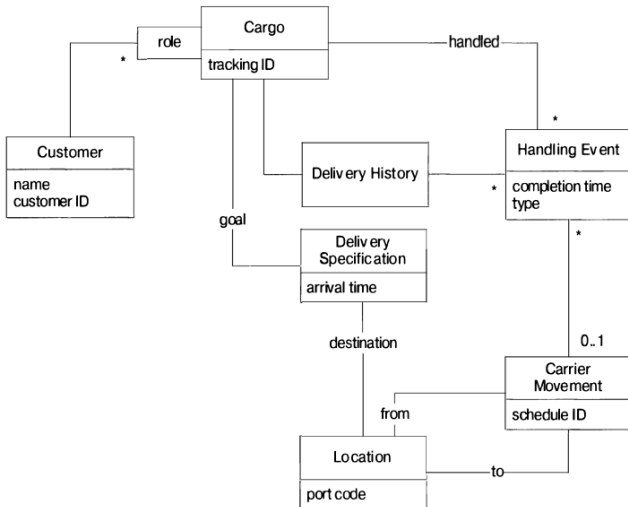 Cargo
role
tracking ID
handled
*
*
Customer
name
customer ID
Delivery History
*
Handling Event
completion time
type
*
goal
Delivery
Specification
arrival time
destination
0..1
Carrier
Movement
schedule ID
from
Location
to
port code